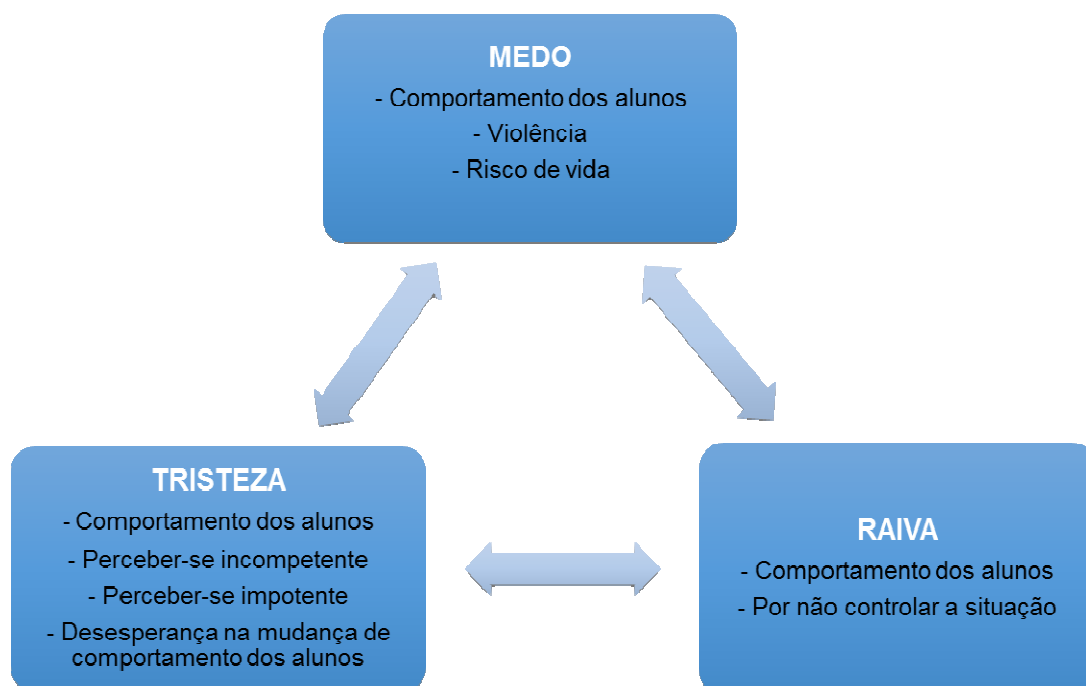 MEDO
- Comportamento dos alunos
- Violência
- Risco de vida
TRISTEZA
- Comportamento dos alunos
- Perceber-se incompetente
- Perceber-se impotente
- Desesperança na mudança de
comportamento dos alunos
RAIVA
- Comportamento dos alunos
- Por não controlar a situação